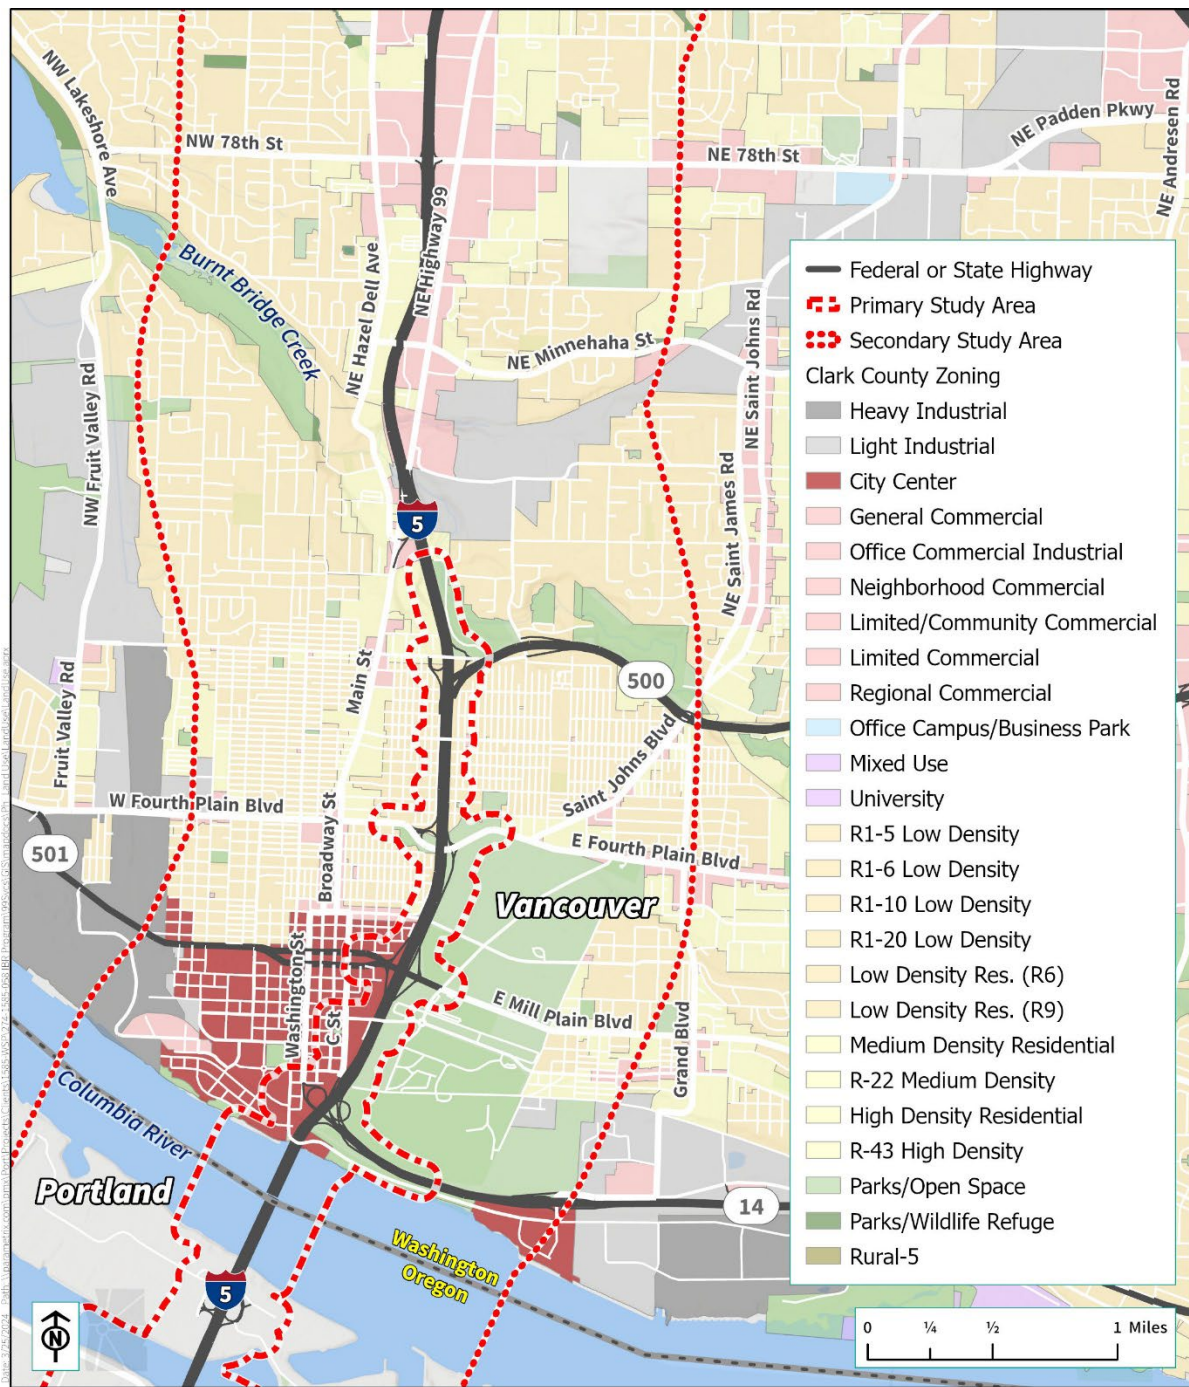 NW Lakeshore Ave
NW 78th St
NE 78th St
NE Padden Pkwy
NE Andresen Rd
Burnt Bridge Creek
NE Hazel Dell Ave
NE Highway 99
NE Minnehaha St
NE Saint Johns Rd
NW Fruit Valley Rd
NE Saint James Rd
5
Main St
500
Fruit Valley Rd
Saint Johns Blvd
W Fourth Plain Blvd
E Fourth Plain Blvd
501
Broadway St
Vancouver
Washington St
C St
E Mill Plain Blvd
Grand Blvd
Columbia River
Portland
14
Washington
Oregon
5
N
Federal or State Highway
Primary Study Area
Secondary Study Area
Clark County Zoning
Heavy Industrial
Light Industrial
City Center
General Commercial
Office Commercial Industrial
Neighborhood Commercial
Limited/Community Commercial
Limited Commercial
Regional Commercial
Office Campus/Business Park
Mixed Use
University
R1-5 Low Density
R1-6 Low Density
R1-10 Low Density
R1-20 Low Density
Low Density Res. (R6)
Low Density Res. (R9)
Medium Density Residential
R-22 Medium Density
High Density Residential
R-43 High Density
Parks/Open Space
Parks/Wildlife Refuge
Rural-5
0 ¼ ½ 1 Miles
Date: 3/25/2024